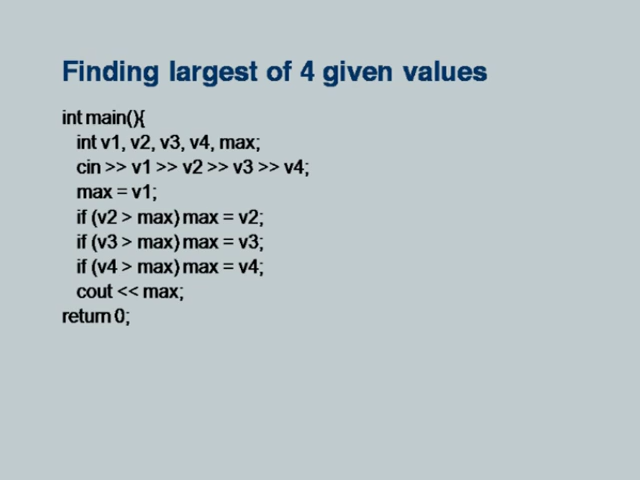 Finding largest of 4 given values
int main(){
int v1, v2, v3, v4, max;
cin >> v1 >> v2 >> v3 >> v4;
max = v1;
if (v2 > max) max = v2;
if (v3 > max) max = v3;
if (v4 > max) max = v4;
cout << max;
return 0;